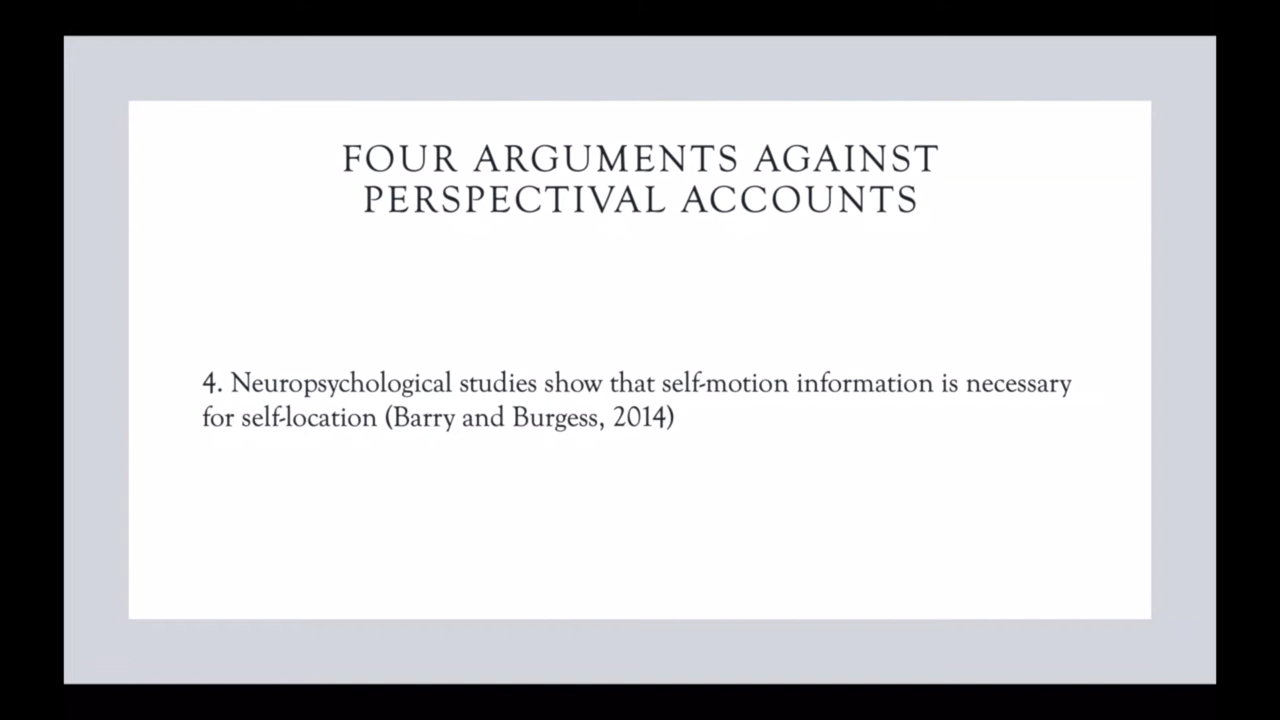 FOUR ARGUMENTS AGAINST
PERSPECTIVAL ACCOUNTS
4. Neuropsychological studies show that self-motion information is necessary
for self-location (Barry and Burgess, 2014)